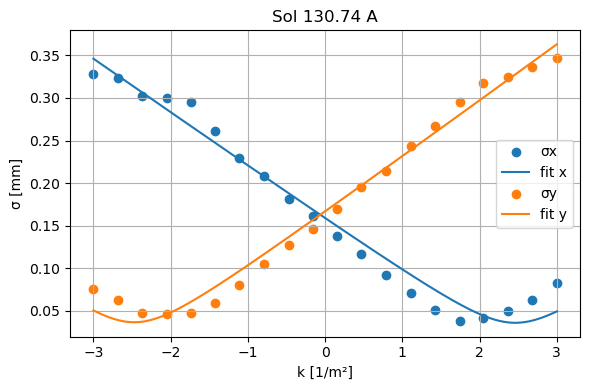 Sol 130.74 A
σ [mm]
0.35
0.30
0.25
0.20
0.15
0.10
0.05
σx
fit x
σy
fit y
−3 −2 −1 0 1 2 3
k [1/m²]